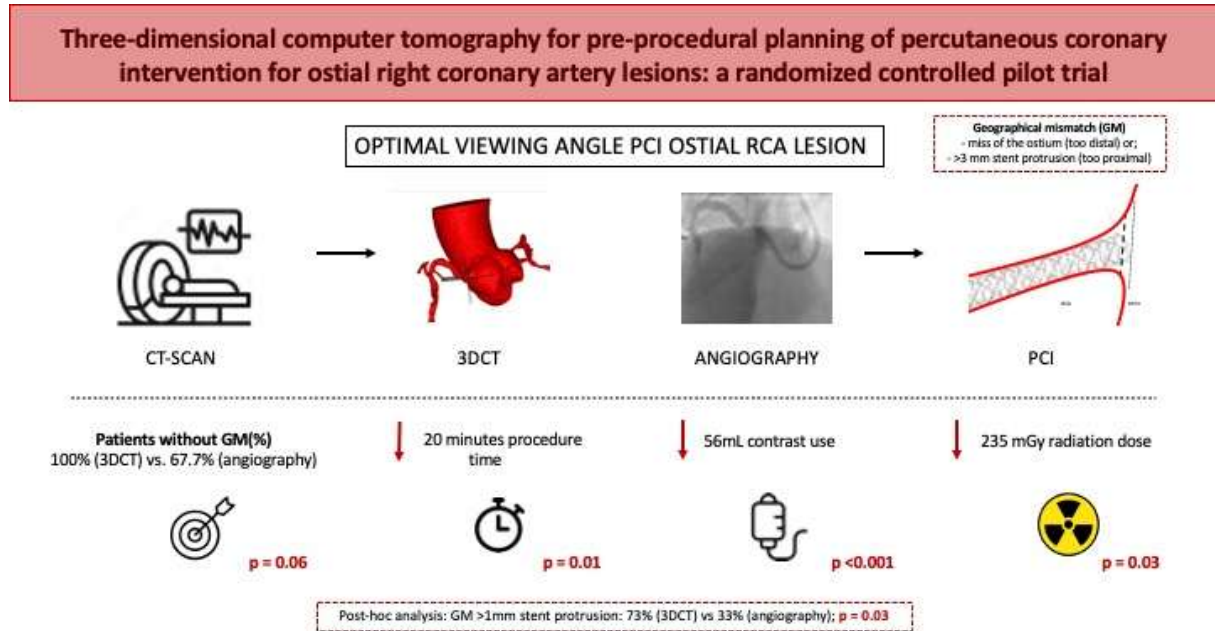 Three-dimensional computer tomography for pre-procedural planning of percutaneous coronary
intervention for ostial right coronary artery lesions: a randomized controlled pilot trial
OPTIMAL VIEWING ANGLE PCI OSTIAL RCA LESION
Geographical mismatch (GM)
- miss of the ostium (too distal) or;
- >3 mm stent protrusion (too proximal)
CT-SCAN
3DCT
ANGIOGRAPHY
PCI
Patients without GM(%)
100% (3DCT) vs. 67.7% (angiography)
p = 0.06
20 minutes procedure
time
p = 0.01
56mL contrast use
p <0.001
235 mGy radiation dose
p = 0.03
Post-hoc analysis: GM >1mm stent protrusion: 73% (3DCT) vs 33% (angiography); p = 0.03